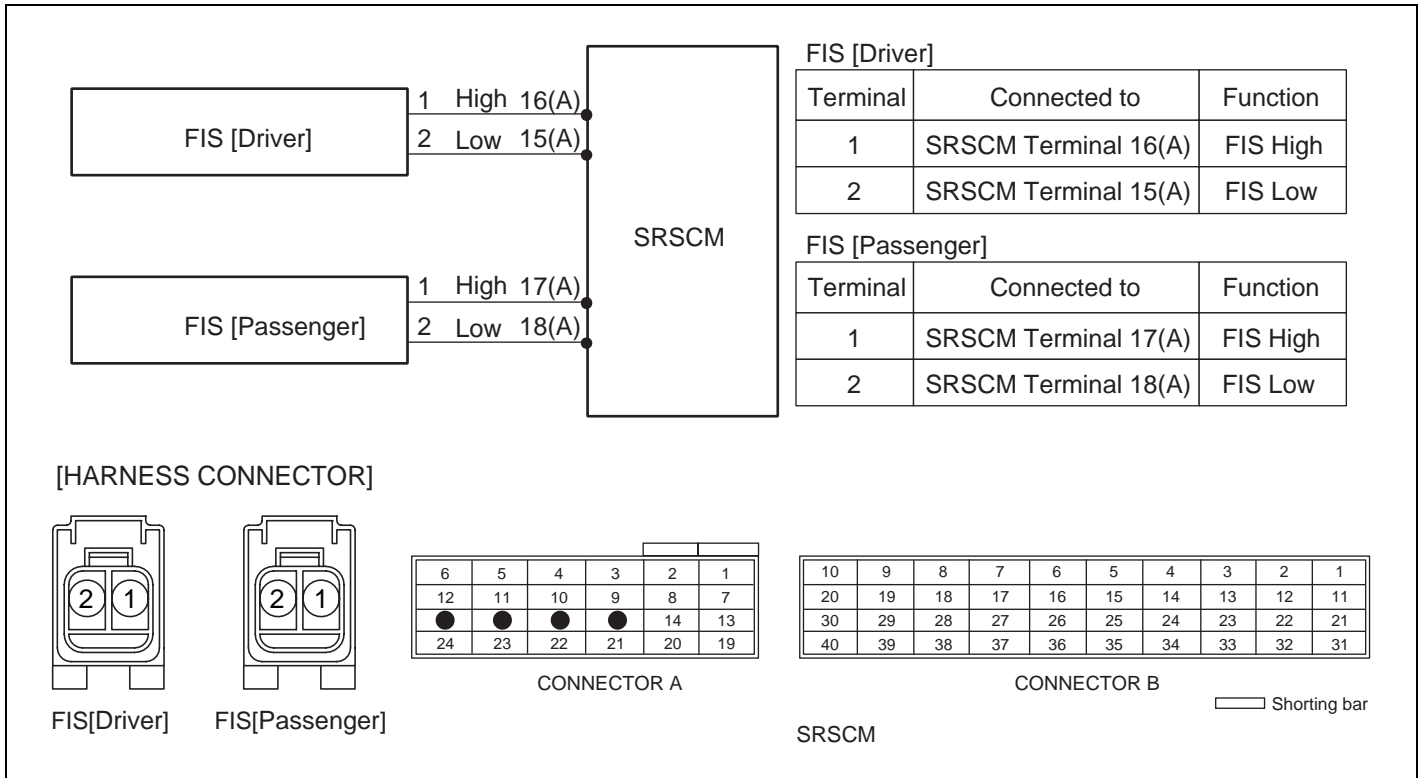 FIS [Driver]
1 High 16(A)
2 Low 15(A)
FIS [Passenger]
1 High 17(A)
2 Low 18(A)
SRSCM
FIS [Driver]
Terminal Connected to Function
1 SRSCM Terminal 16(A) FIS High
2 SRSCM Terminal 15(A) FIS Low
FIS [Passenger]
Terminal Connected to Function
1 SRSCM Terminal 17(A) FIS High
2 SRSCM Terminal 18(A) FIS Low
[HARNESS CONNECTOR]
2 1
FIS[Driver]
2 1
FIS[Passenger]
6 5 4 3 2 1
12 11 10 9 8 7
14 13
24 23 22 21 20 19
CONNECTOR A
10 9 8 7 6 5 4 3 2 1
20 19 18 17 16 15 14 13 12 11
30 29 28 27 26 25 24 23 22 21
40 39 38 37 36 35 34 33 32 31
CONNECTOR B
Shorting bar
SRSCM